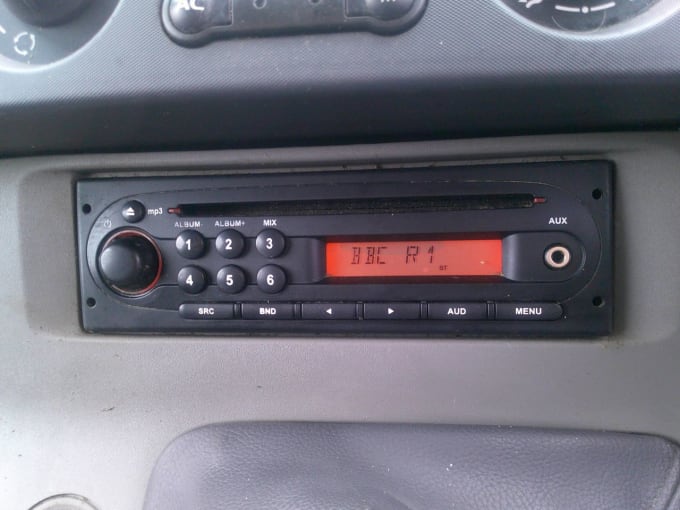 AC
mp3
ALBUM- ALBUM+ MIX
AUX
1 2 3
BBC R1
ST
4 5 6
SRC BND AUD MENU